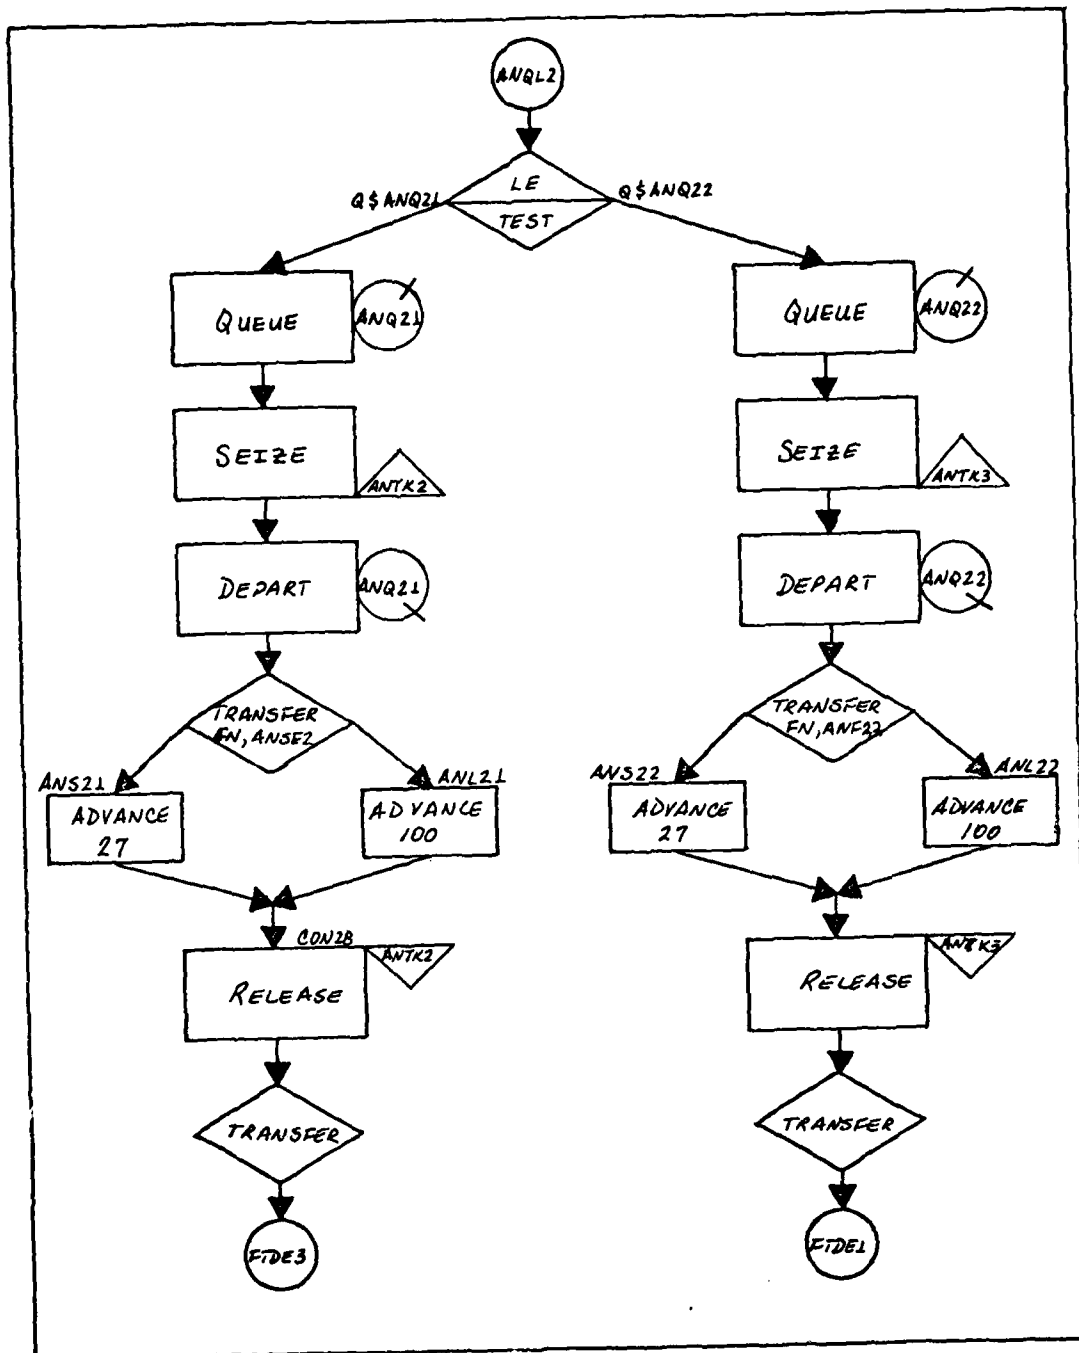 ANQL2
LE
TEST
Q$ANQ21
Q$ANQ22
QUEUE
ANQ21
SEIZE
ANTK2
DEPART
ANQ21
TRANSFER
FN, ANSF2
ANS21
ADVANCE
27
ANL21
ADVANCE
100
CON2B
ANTK2
RELEASE
TRANSFER
FTDE3
QUEUE
ANQ22
SEIZE
ANTK3
DEPART
ANQ22
TRANSFER
FN, ANF22
ANS22
ADVANCE
27
ANL22
ADVANCE
100
ANTK3
RELEASE
TRANSFER
FTDE1